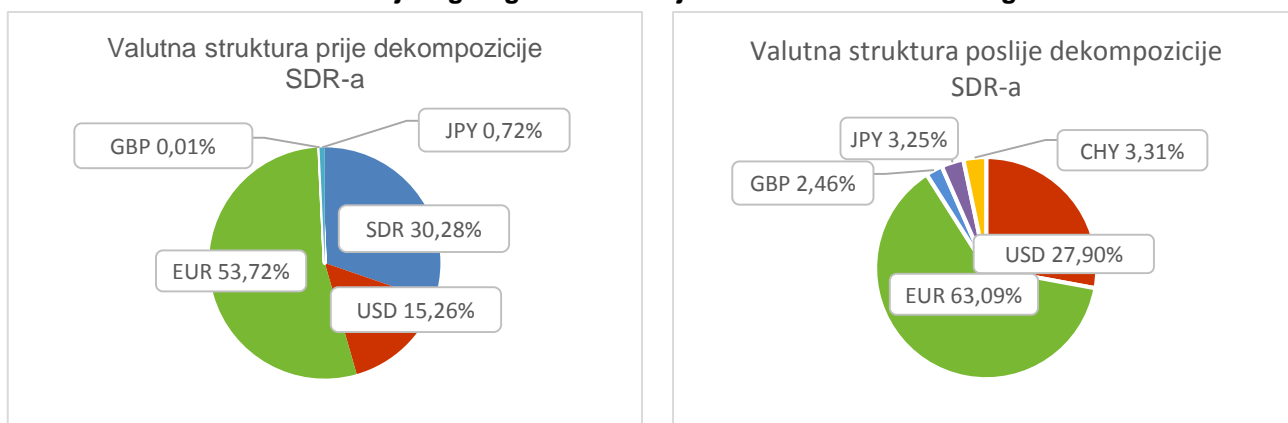 Valutna struktura prije dekompozicije
SDR-a
GBP 0,01%
JPY 0,72%
SDR 30,28%
EUR 53,72%
USD 15,26%
Valutna struktura poslije dekompozicije
SDR-a
JPY 3,25%
CHY 3,31%
GBP 2,46%
USD 27,90%
EUR 63,09%